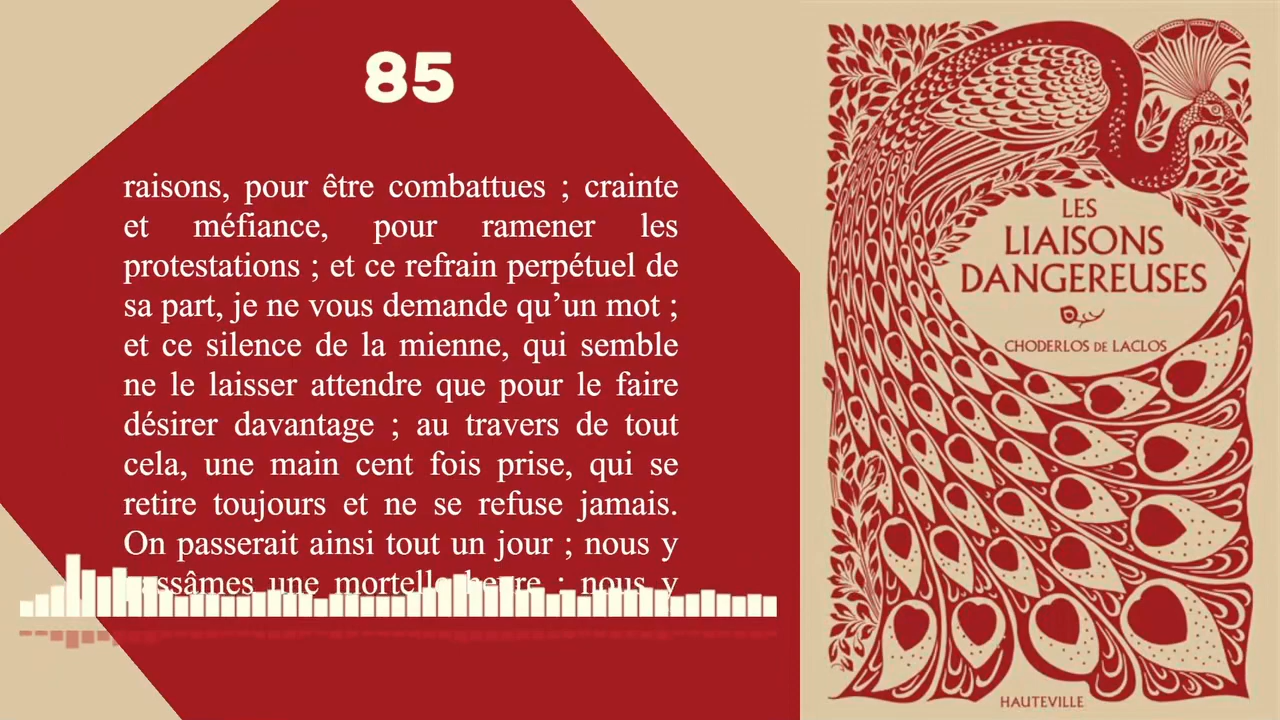 85
raisons, pour être combattues ; crainte
et méfiance, pour ramener les
protestations ; et ce refrain perpétuel de
sa part, je ne vous demande qu’un mot ;
et ce silence de la mienne, qui semble
ne le laisser attendre que pour le faire
désirer davantage ; au travers de tout
cela, une main cent fois prise, qui se
retire toujours et ne se refuse jamais.
On passerait ainsi tout un jour ; nous y
passâmes une mortelle heure ; nous y
LES
LIAISONS
DANGEREUSES
CHODERLOS DE LACLOS
HAUTEVILLE